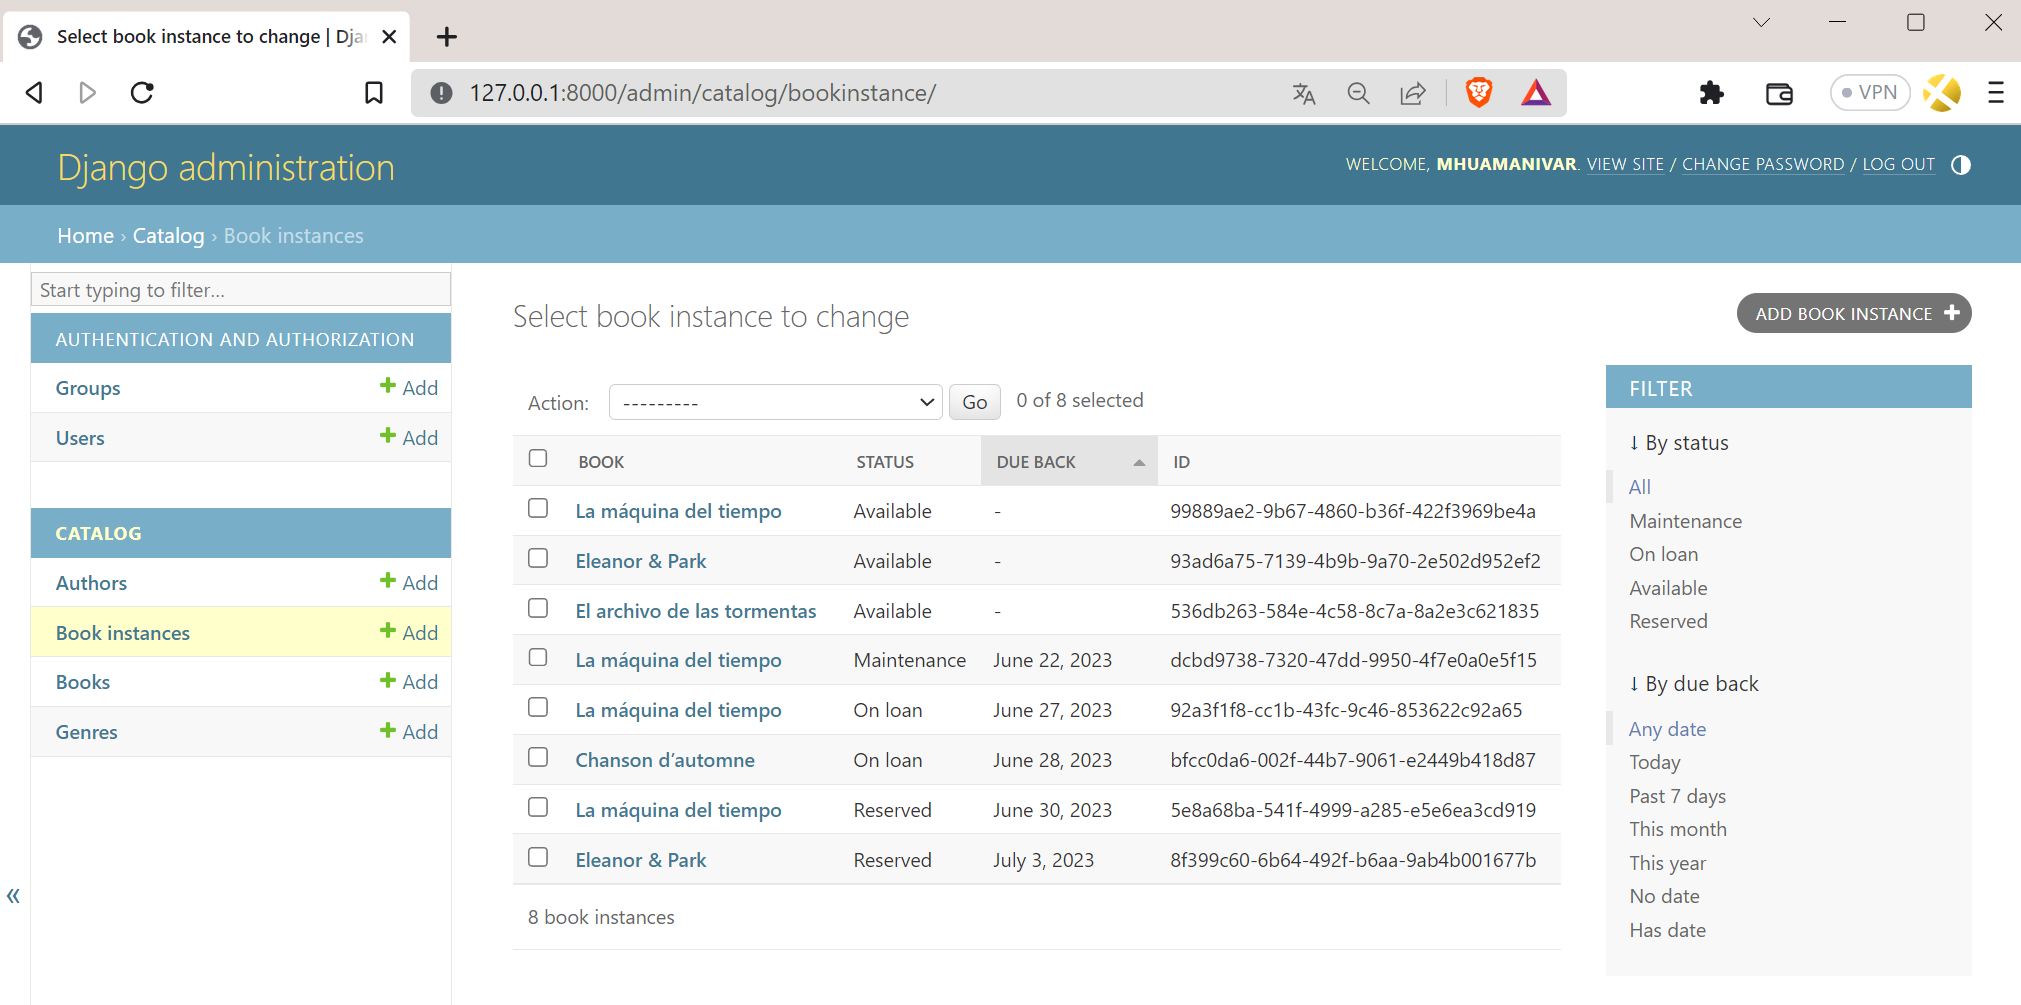 Select book instance to change | Dja
127.0.0.1:8000/admin/catalog/bookinstance/
VPN
Django administration
WELCOME, MHUAMANIVAR. VIEW SITE / CHANGE PASSWORD / LOG OUT
Home › Catalog › Book instances
Start typing to filter...
AUTHENTICATION AND AUTHORIZATION
Groups + Add
Users + Add
CATALOG
Authors + Add
Book instances + Add
Books + Add
Genres + Add
«
Select book instance to change
ADD BOOK INSTANCE +
Action: --------- Go 0 of 8 selected
BOOK STATUS DUE BACK ID
La máquina del tiempo Available - 99889ae2-9b67-4860-b36f-422f3969be4a
Eleanor & Park Available - 93ad6a75-7139-4b9b-9a70-2e502d952ef2
El archivo de las tormentas Available - 536db263-584e-4c58-8c7a-8a2e3c621835
La máquina del tiempo Maintenance June 22, 2023 dcbd9738-7320-47dd-9950-4f7e0a0e5f15
La máquina del tiempo On loan June 27, 2023 92a3f1f8-cc1b-43fc-9c46-853622c92a65
Chanson d’automne On loan June 28, 2023 bfcc0da6-002f-44b7-9061-e2449b418d87
La máquina del tiempo Reserved June 30, 2023 5e8a68ba-541f-4999-a285-e5e6ea3cd919
Eleanor & Park Reserved July 3, 2023 8f399c60-6b64-492f-b6aa-9ab4b001677b
8 book instances
FILTER
↓ By status
All
Maintenance
On loan
Available
Reserved
↓ By due back
Any date
Today
Past 7 days
This month
This year
No date
Has date